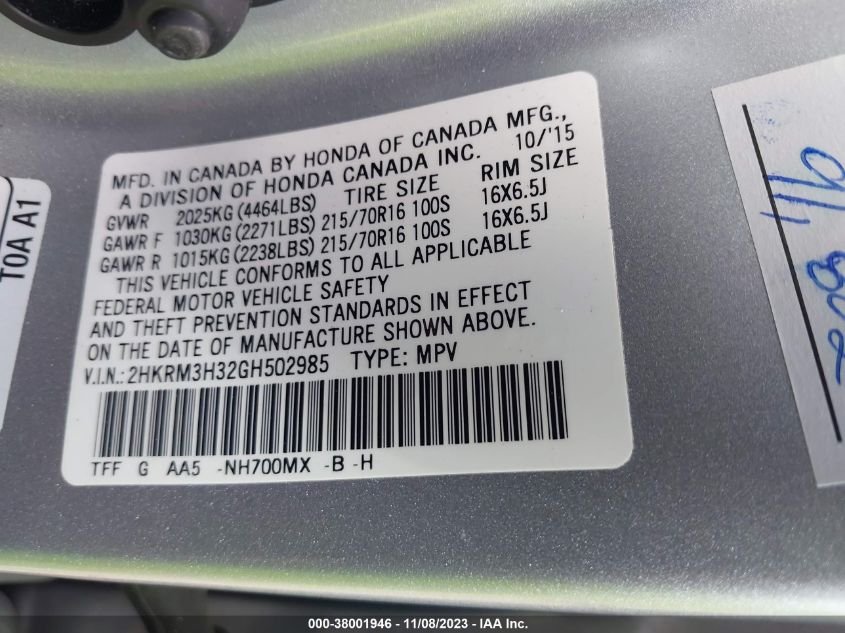 MFD. IN CANADA BY HONDA OF CANADA MFG.,
A DIVISION OF HONDA CANADA INC. 10/'15
GVWR 2025KG (4464LBS) TIRE SIZE RIM SIZE
GAWR F 1030KG (2271LBS) 215/70R16 100S 16X6.5J
GAWR R 1015KG (2238LBS) 215/70R16 100S 16X6.5J
THIS VEHICLE CONFORMS TO ALL APPLICABLE
FEDERAL MOTOR VEHICLE SAFETY
AND THEFT PREVENTION STANDARDS IN EFFECT
ON THE DATE OF MANUFACTURE SHOWN ABOVE.
V.I.N.: 2HKRM3H32GH502985 TYPE: MPV
TFF G AA5 -NH700MX -B -H
T0A A1
000-38001946 - 11/08/2023 - IAA Inc.